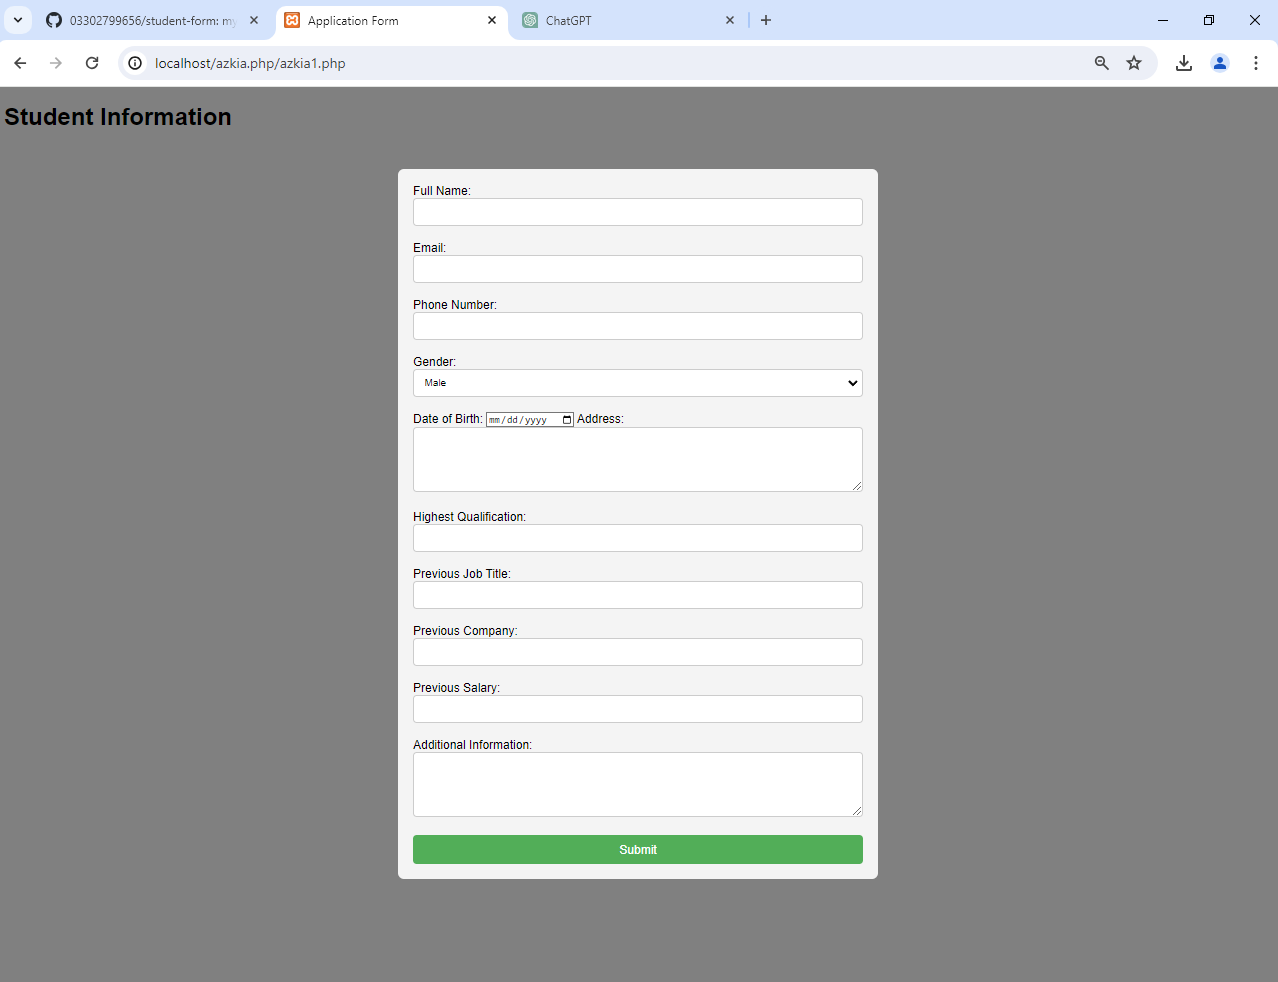 03302799656/student-form: my
Application Form
ChatGPT
localhost/azkia.php/azkia1.php
Student Information
Full Name:
Email:
Phone Number:
Gender:
Male
Date of Birth: mm/dd/yyyy Address:
Highest Qualification:
Previous Job Title:
Previous Company:
Previous Salary:
Additional Information:
Submit